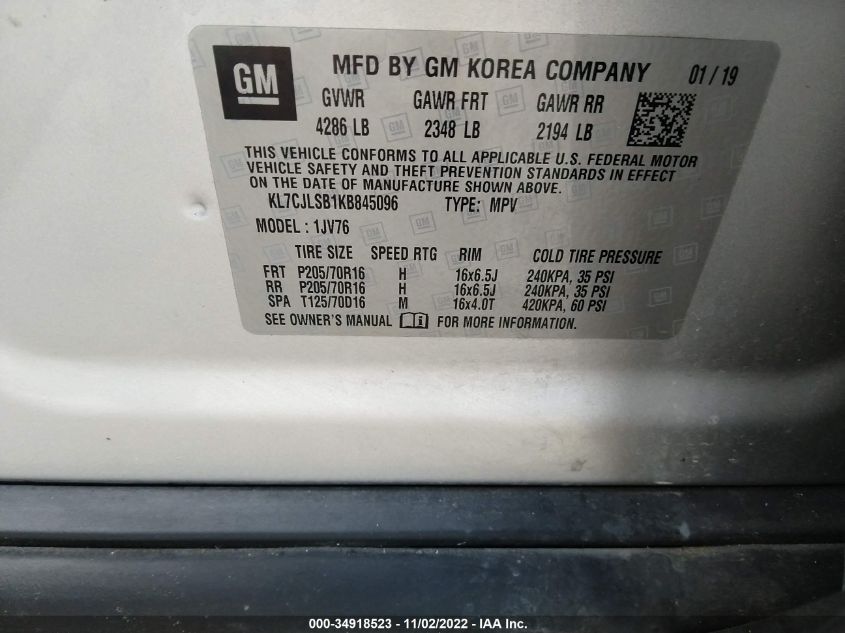 GM MFD BY GM KOREA COMPANY 01 / 19
GVWR GAWR FRT GAWR RR
4286 LB 2348 LB 2194 LB
THIS VEHICLE CONFORMS TO ALL APPLICABLE U.S. FEDERAL MOTOR
VEHICLE SAFETY AND THEFT PREVENTION STANDARDS IN EFFECT
ON THE DATE OF MANUFACTURE SHOWN ABOVE.
KL7CJLSB1KB845096 TYPE: MPV
MODEL : 1JV76
TIRE SIZE SPEED RTG RIM COLD TIRE PRESSURE
FRT P205/70R16 H 16x6.5J 240KPA, 35 PSI
RR P205/70R16 H 16x6.5J 240KPA, 35 PSI
SPA T125/70D16 M 16x4.0T 420KPA, 60 PSI
SEE OWNER'S MANUAL i FOR MORE INFORMATION.
000-34918523 - 11/02/2022 - IAA Inc.